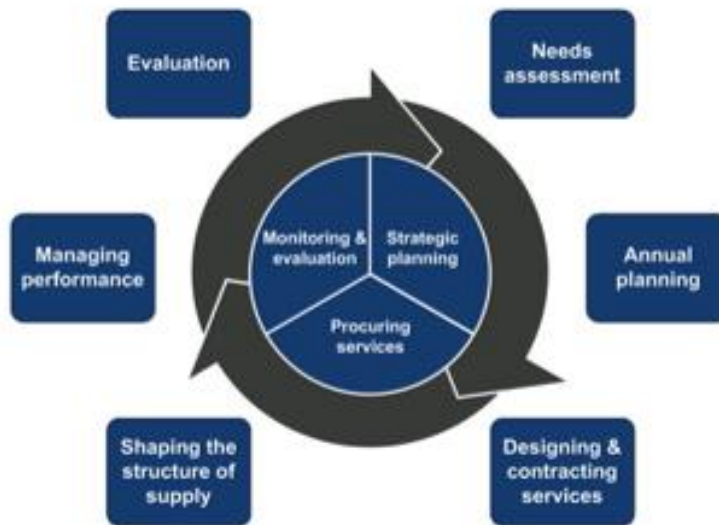 Evaluation
Needs
assessment
Monitoring &
evaluation
Strategic
planning
Managing
performance
Annual
planning
Procuring
services
Shaping the
structure of
supply
Designing &
contracting
services